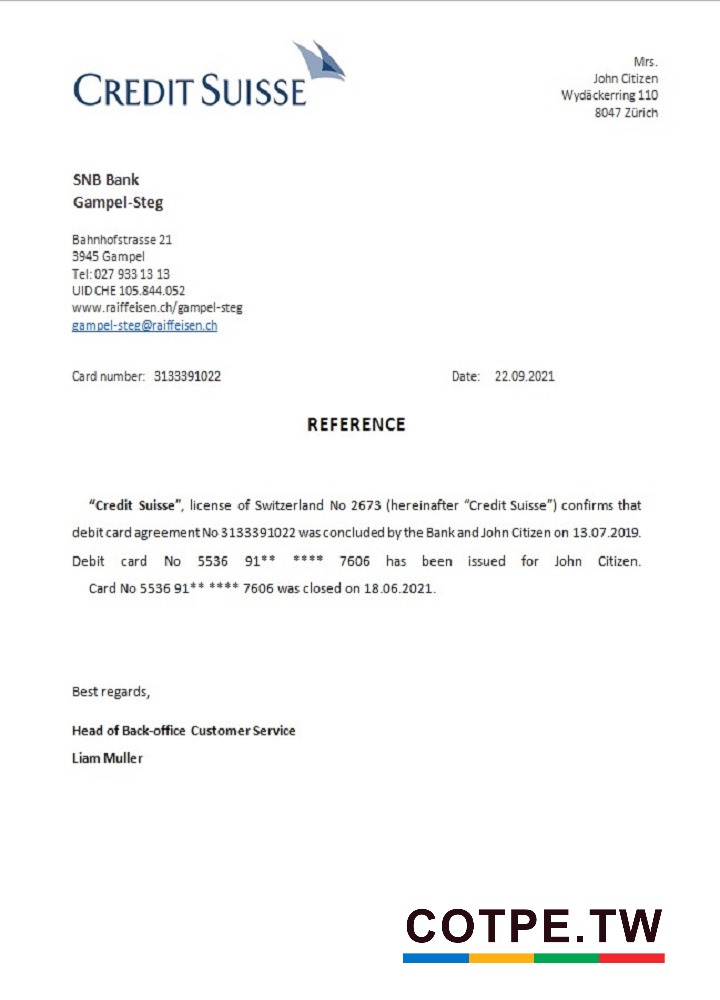 CREDIT SUISSE
Mrs.
John Citizen
Wydäckerring 110
8047 Zürich
SNB Bank
Gampel-Steg
Bahnhofstrasse 21
3945 Gampel
Tel: 027 933 13 13
UID CHE 105.844.052
www.raiffeisen.ch/gampel-steg
gampel-steg@raiffeisen.ch
Card number: 3133391022 Date: 22.09.2021
REFERENCE
“Credit Suisse”, license of Switzerland No 2673 (hereinafter “Credit Suisse”) confirms that
debit card agreement No 3133391022 was concluded by the Bank and John Citizen on 13.07.2019.
Debit card No 5536 91** **** 7606 has been issued for John Citizen.
Card No 5536 91** **** 7606 was closed on 18.06.2021.
Best regards,
Head of Back-office Customer Service
Liam Muller
COTPE.TW